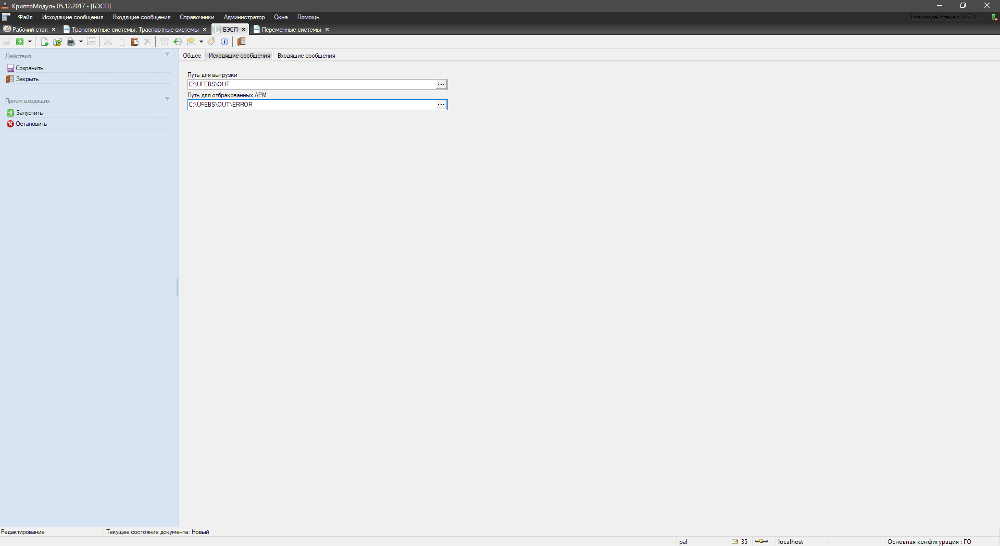 КриптоМодуль 05.12.2017 - [БЭСП]
Файл Исходящие сообщения Входящие сообщения Справочники Администратор Окна Помощь Взаимодействие с КБР-Н
Рабочий стол Транспортные системы: Траспортные системы БЭСП Переменные системы
Действия
Сохранить
Закрыть
Прием входящих
Запустить
Остановить
Общее Исходящие сообщения Входящие сообщения
Путь для выгрузки
C:\UFEBS\OUT
Путь для отбракованных АРМ
C:\UFEBS\OUT\ERROR
Редактирование Текущее состояние документа: Новый
pal 35 localhost Основная конфигурация : ГО